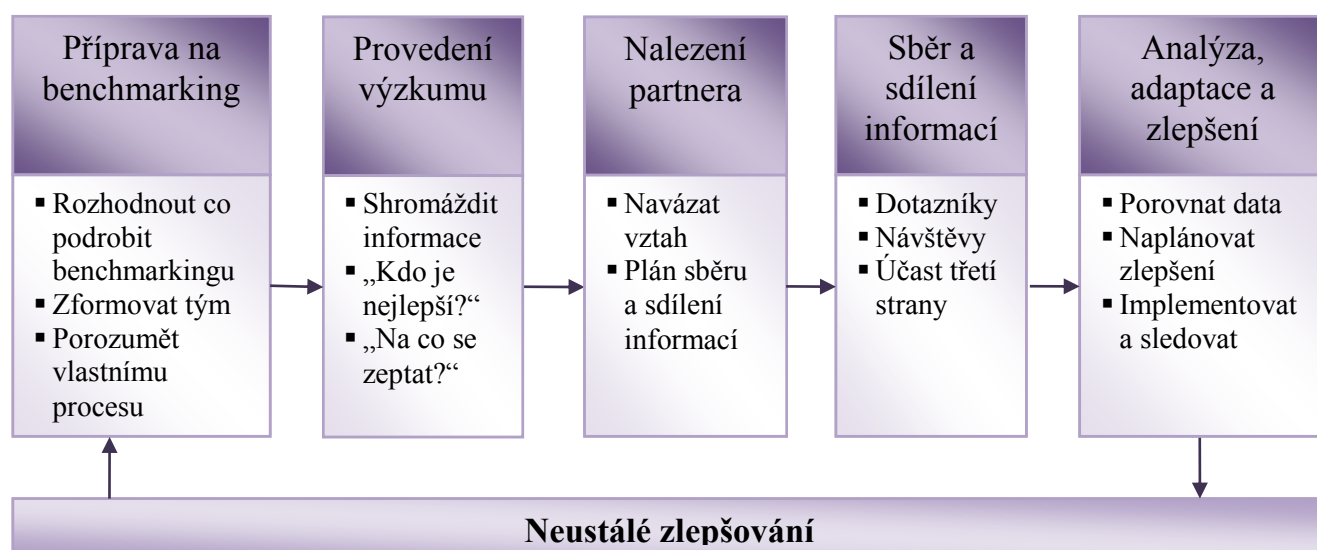 Příprava na
benchmarking
▪ Rozhodnout co
podrobit
benchmarkingu
▪ Zformovat tým
▪ Porozumět
vlastnímu
procesu
Provedení
výzkumu
▪ Shromáždit
informace
▪ „Kdo je
nejlepší?“
▪ „Na co se
zeptat?“
Nalezení
partnera
▪ Navázat
vztah
▪ Plán sběru
a sdílení
informací
Sběr a
sdílení
informací
▪ Dotazníky
▪ Návštěvy
▪ Účast třetí
strany
Analýza,
adaptace a
zlepšení
▪ Porovnat data
▪ Naplánovat
zlepšení
▪ Implementovat
a sledovat
Neustálé zlepšování